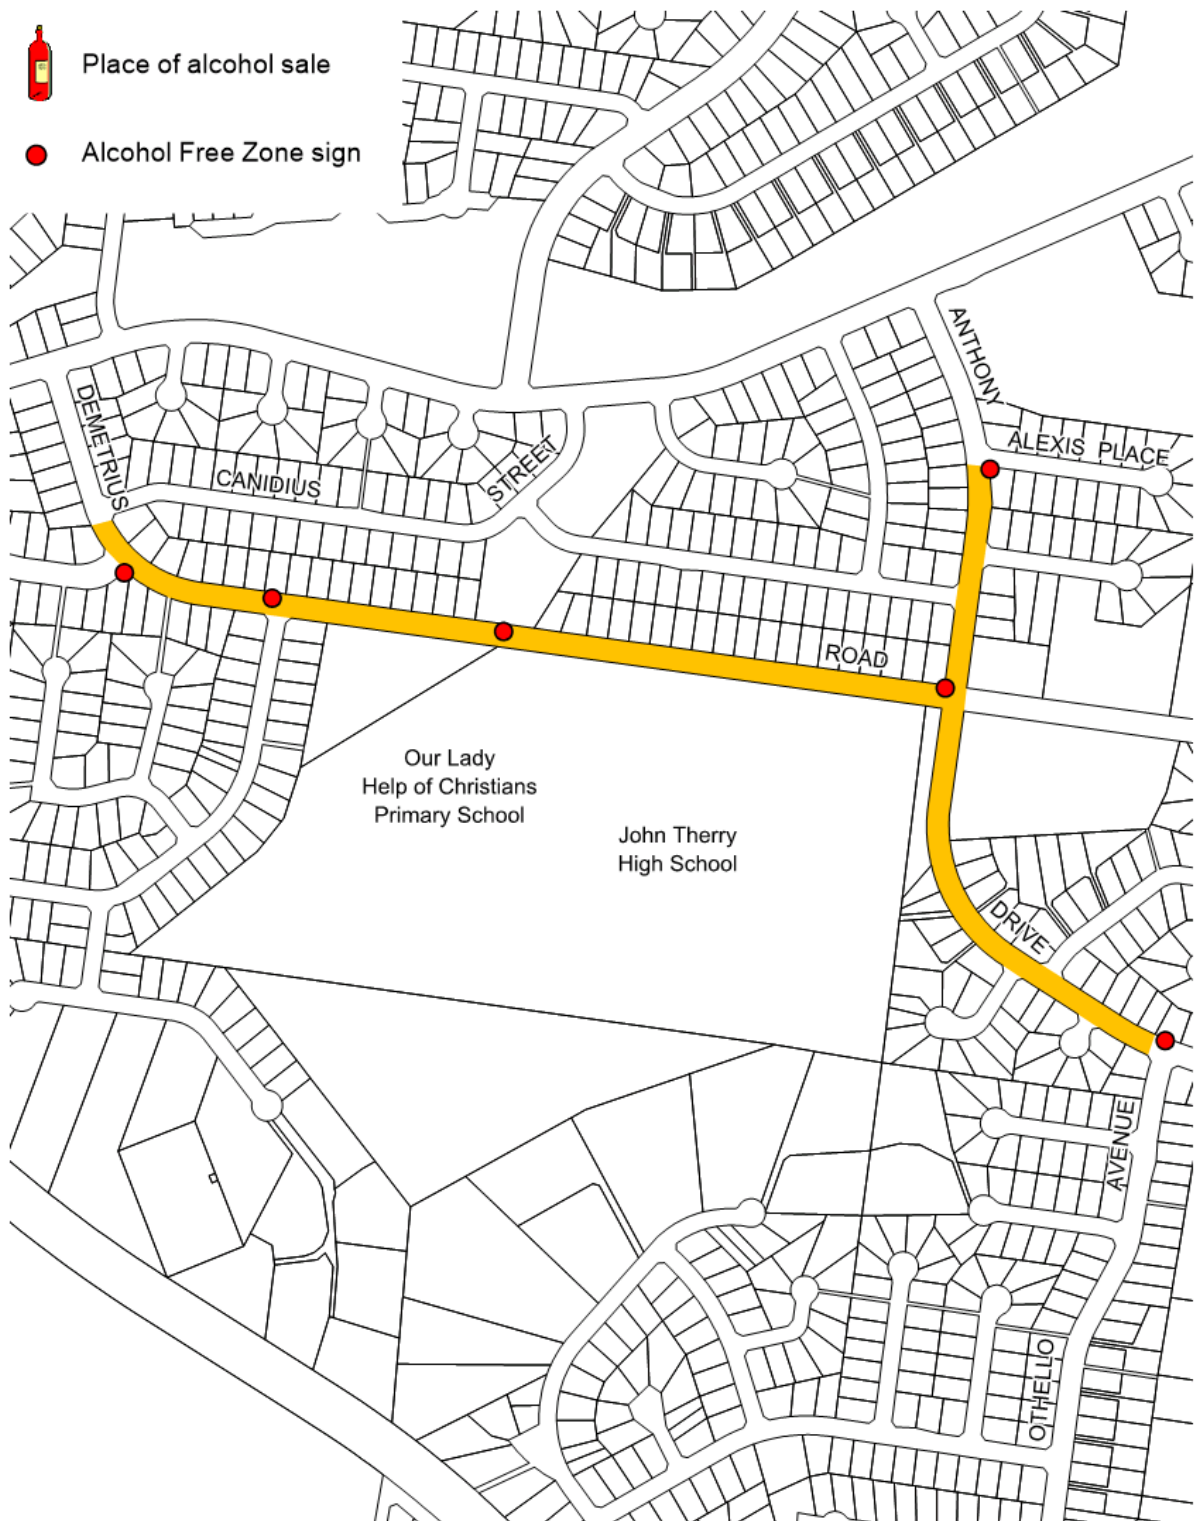 Place of alcohol sale
Alcohol Free Zone sign
ANTHONY
DEMETRIUS
ALEXIS PLACE
CANIDIUS
STREET
ROAD
Our Lady
Help of Christians
Primary School
John Therry
High School
DRIVE
AVENUE
OTHELLO